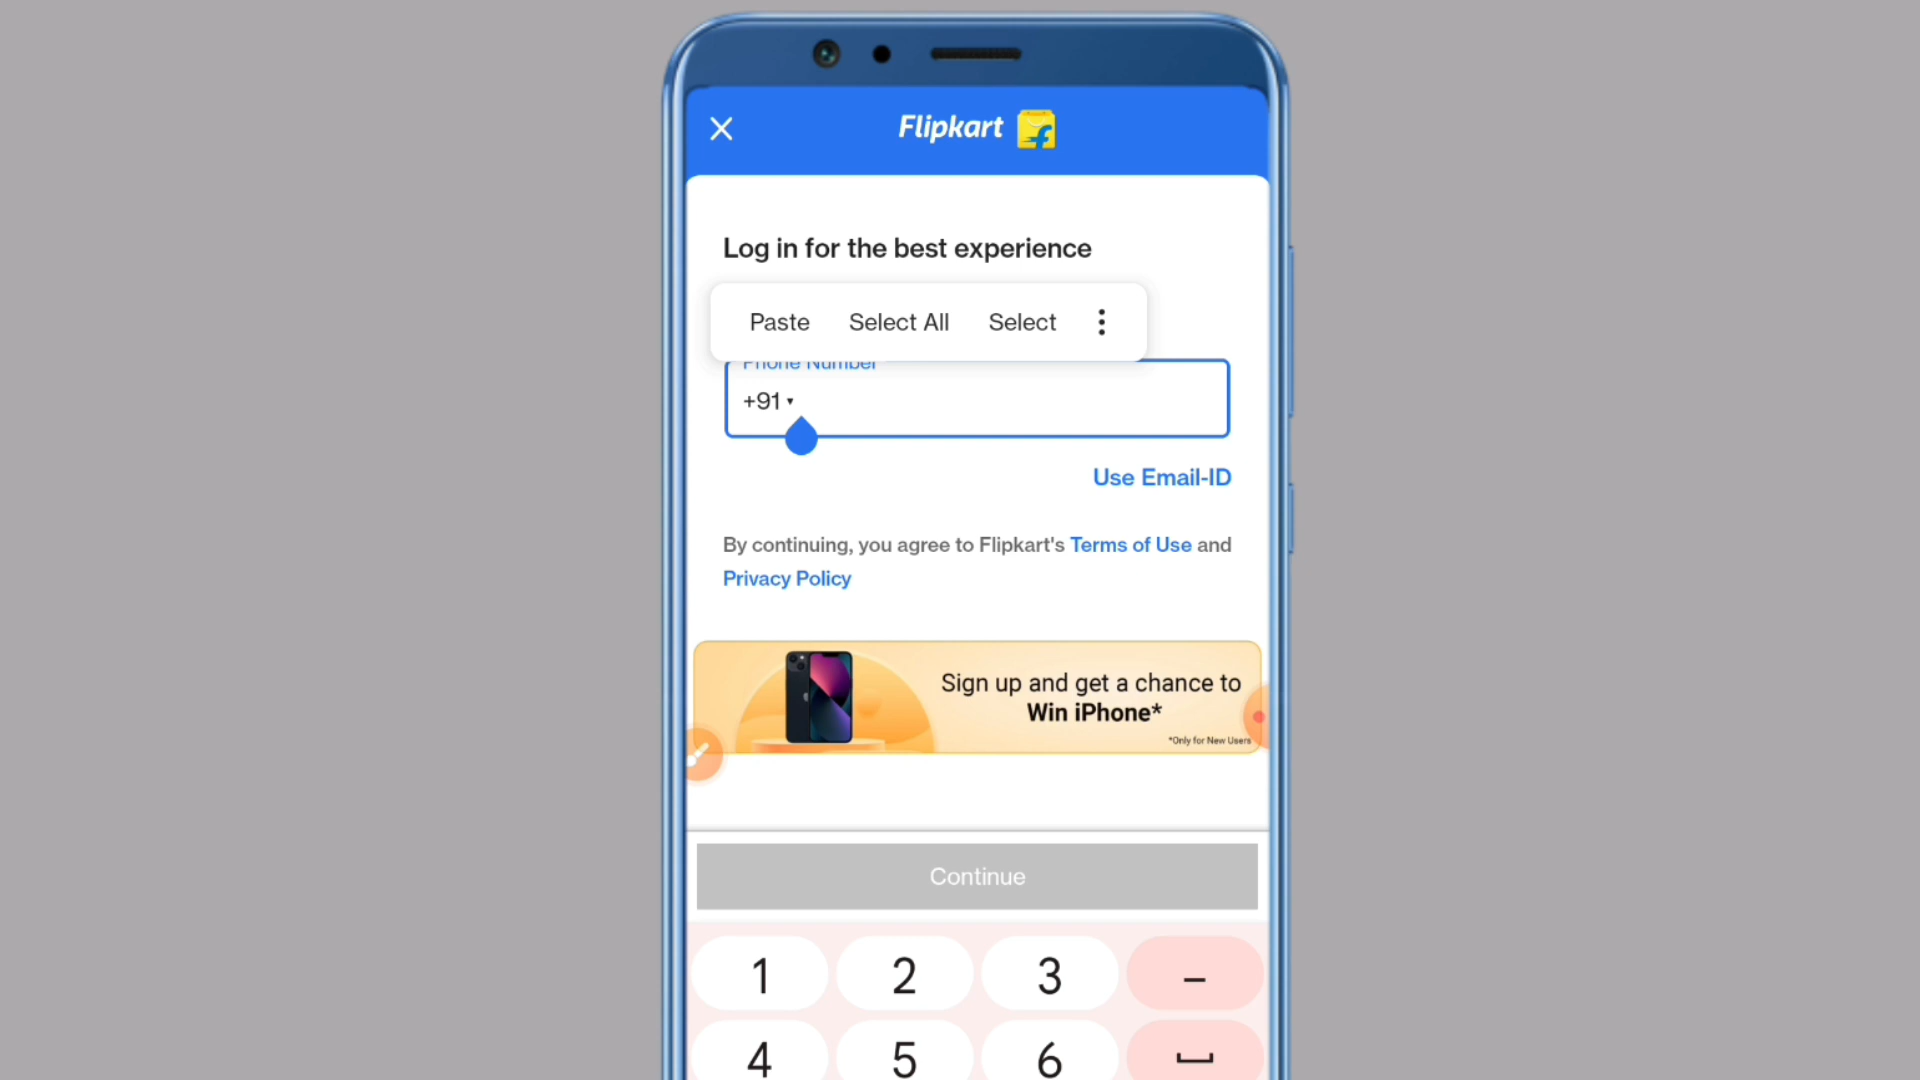 Flipkart
Log in for the best experience
Paste Select All Select
Phone Number
+91
Use Email-ID
By continuing, you agree to Flipkart's Terms of Use and
Privacy Policy
Sign up and get a chance to
Win iPhone*
*Only for New Users
Continue
1 2 3 –
4 5 6